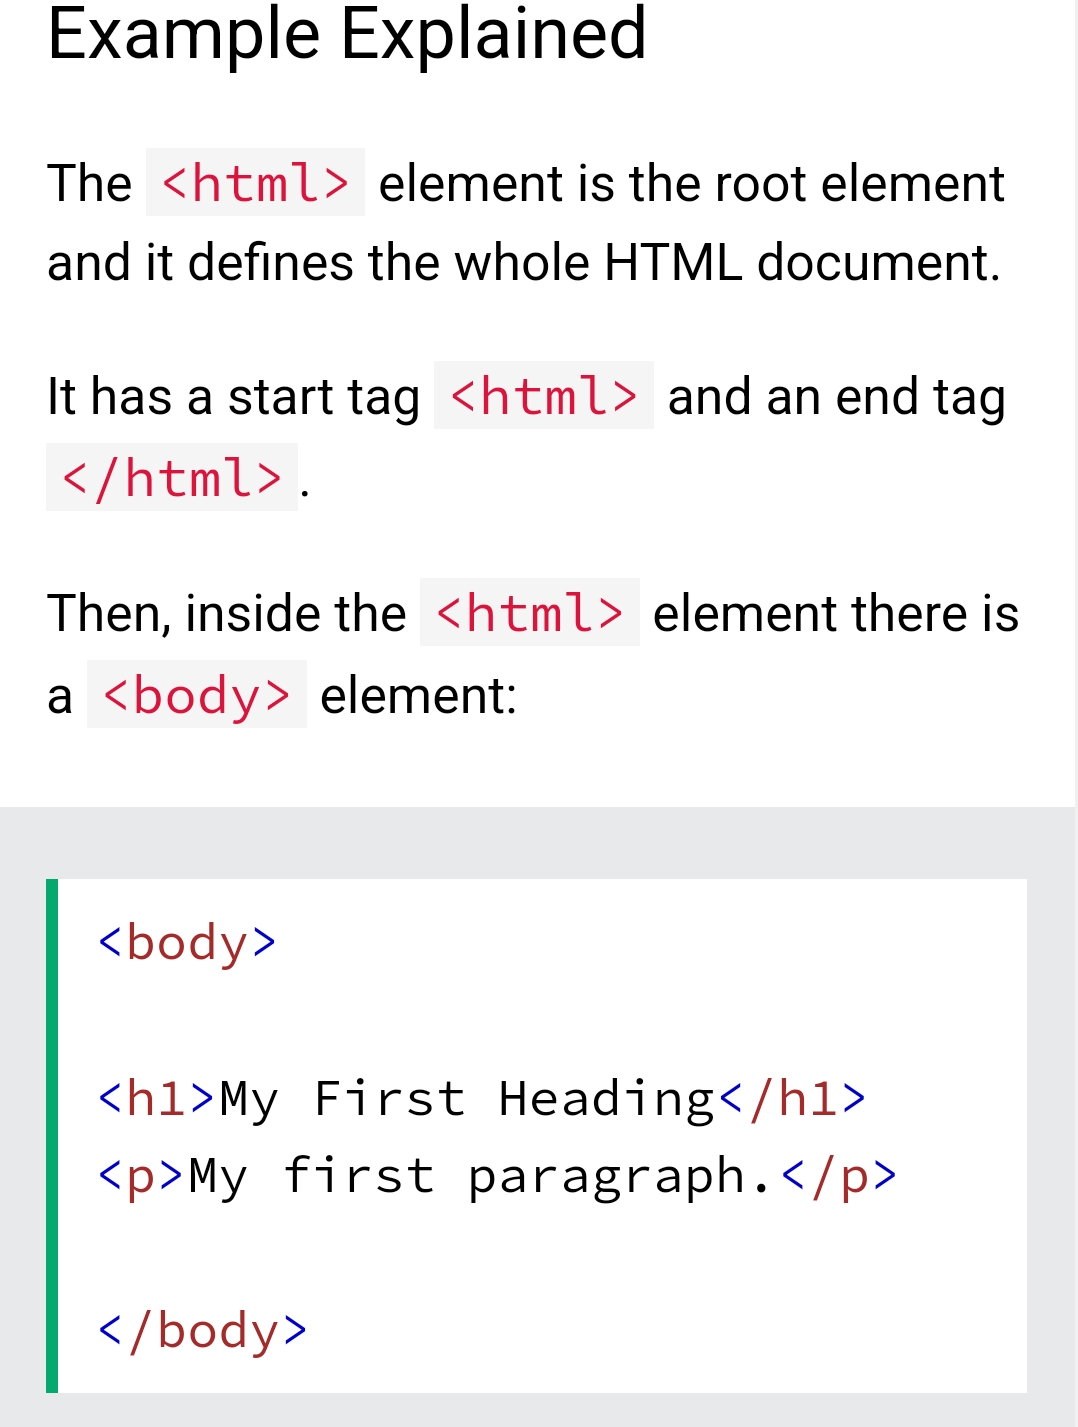 Example Explained
The <html> element is the root element
and it defines the whole HTML document.
It has a start tag <html> and an end tag
</html>.
Then, inside the <html> element there is
a <body> element:
<body>
<h1>My First Heading</h1>
<p>My first paragraph.</p>
</body>